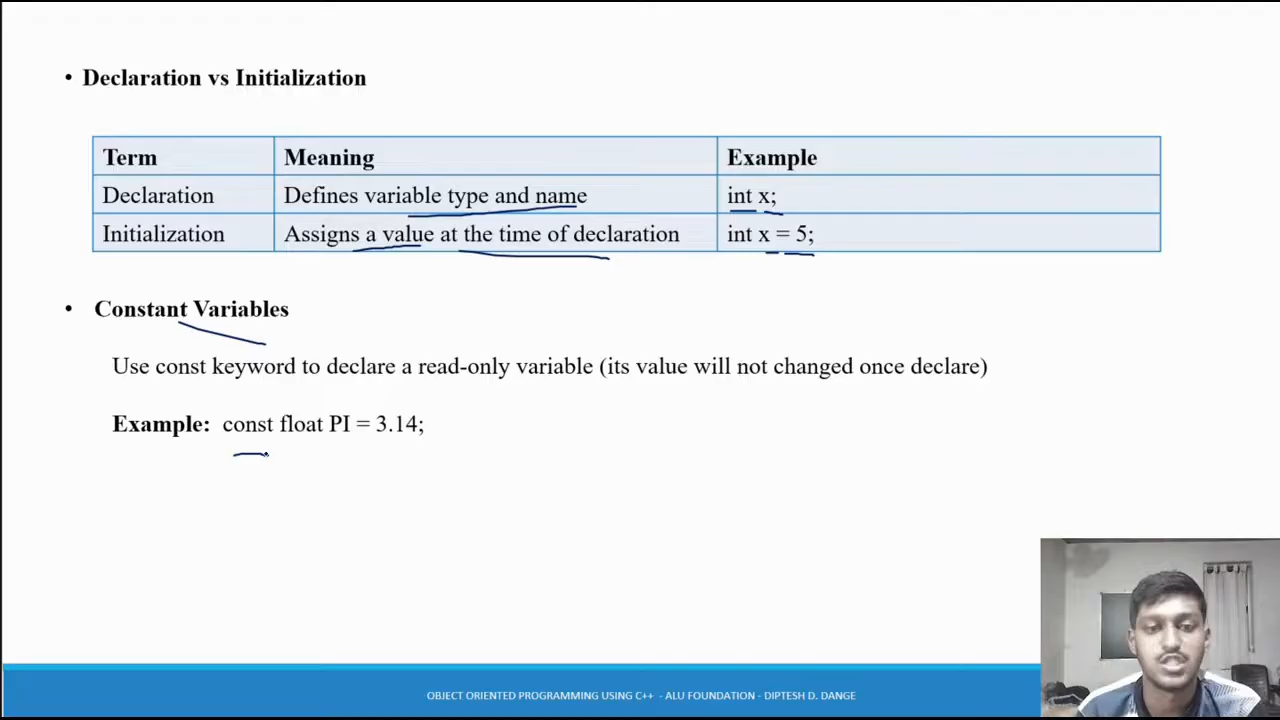 • Declaration vs Initialization
Term Meaning Example
Declaration Defines variable type and name int x;
Initialization Assigns a value at the time of declaration int x = 5;
• Constant Variables
Use const keyword to declare a read-only variable (its value will not changed once declare)
Example: const float PI = 3.14;
OBJECT ORIENTED PROGRAMMING USING C++ - ALU FOUNDATION - DIPTESH D. DANGE